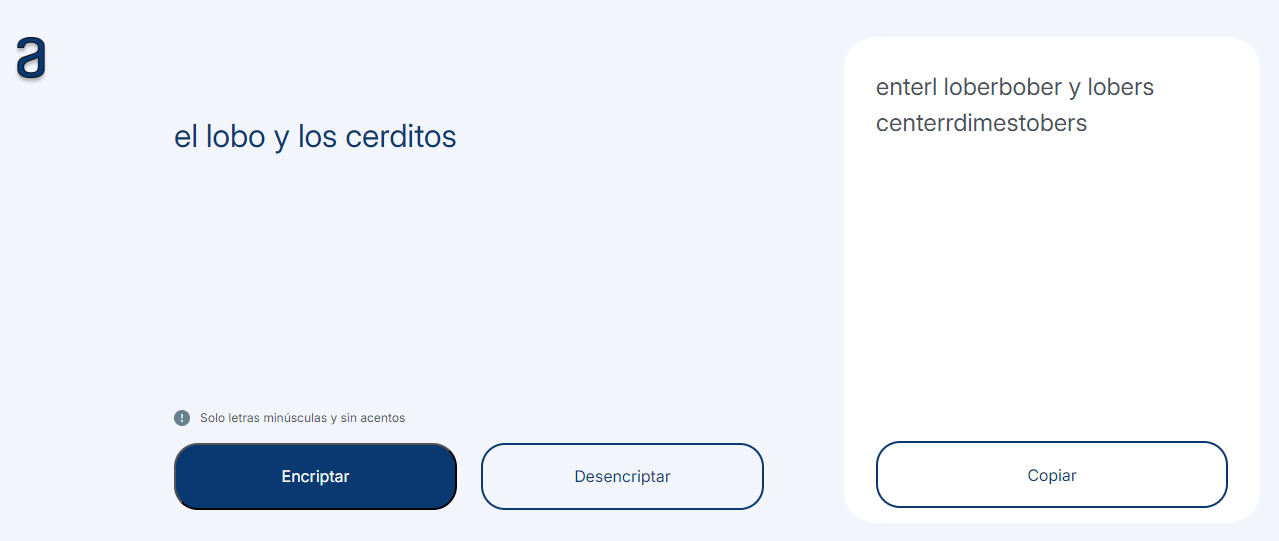 a
el lobo y los cerditos
Solo letras minúsculas y sin acentos
Encriptar
Desencriptar
enterl loberbober y lobers
centerrdimestobers
Copiar